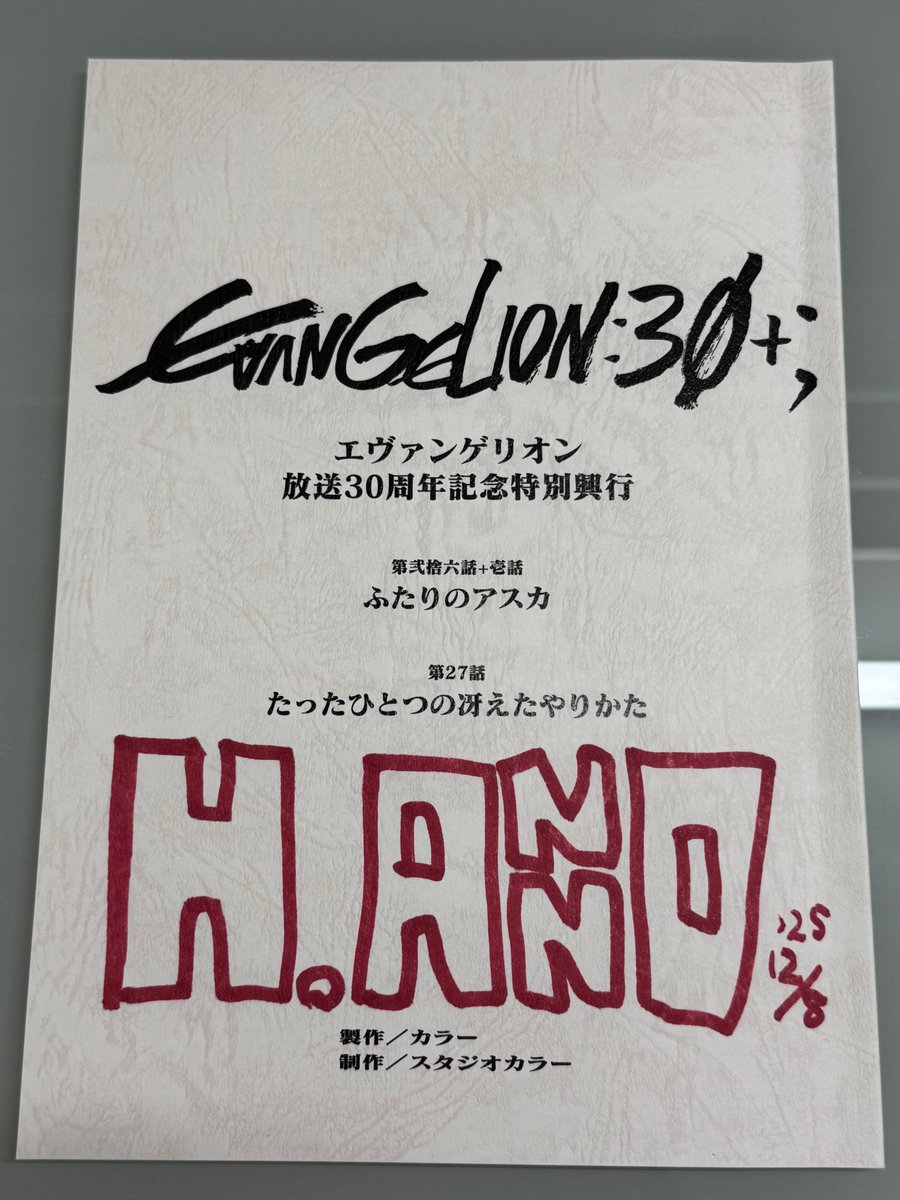 EVANGELION:30+;
エヴァンゲリオン
放送30周年記念特別興行
第弐捨六話+壱話
ふたりのアスカ
第27話
たったひとつの冴えたやりかた
H.ANNO
'25
12/8
製作／カラー
制作／スタジオカラー